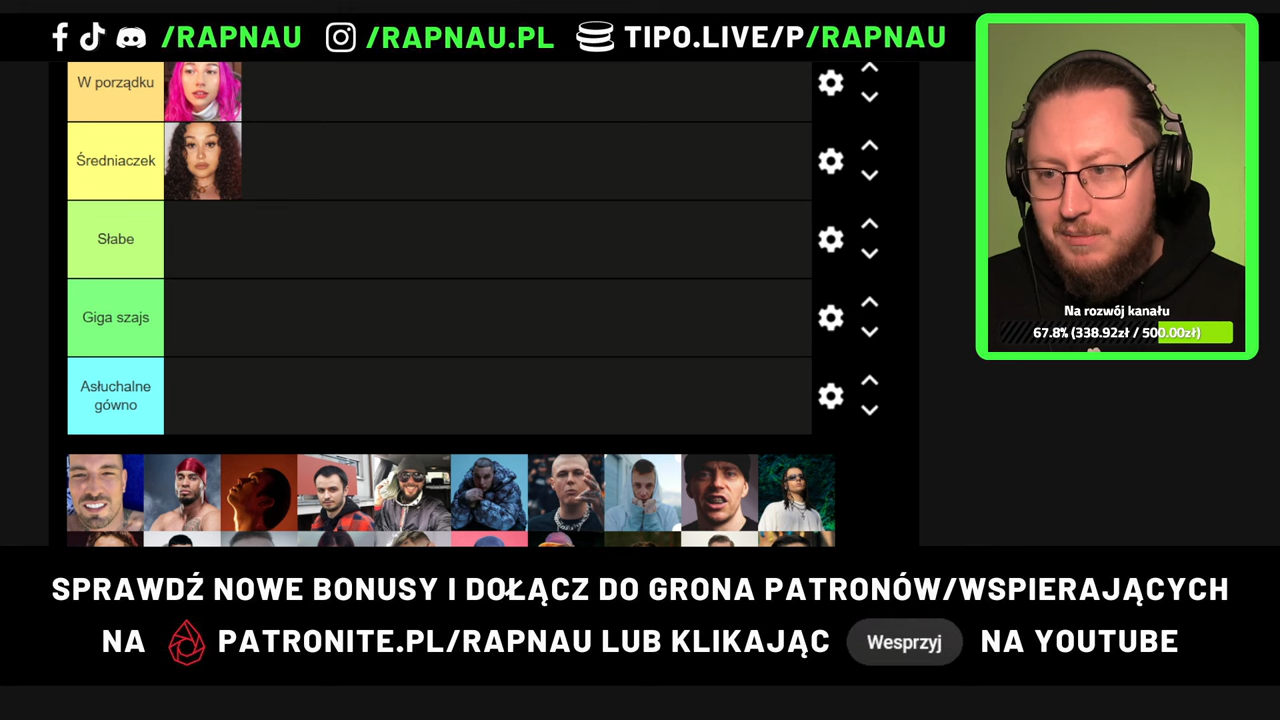 /RAPNAU /RAPNAU.PL TIPO.LIVE/P/RAPNAU
W porządku
Średniaczek
Słabe
Giga szajs
Asłuchalne
gówno
Na rozwój kanału
67.8% (338.92zł / 500.00zł)
SPRAWDŹ NOWE BONUSY I DOŁĄCZ DO GRONA PATRONÓW/WSPIERAJĄCYCH
NA PATRONITE.PL/RAPNAU LUB KLIKAJĄC Wesprzyj NA YOUTUBE